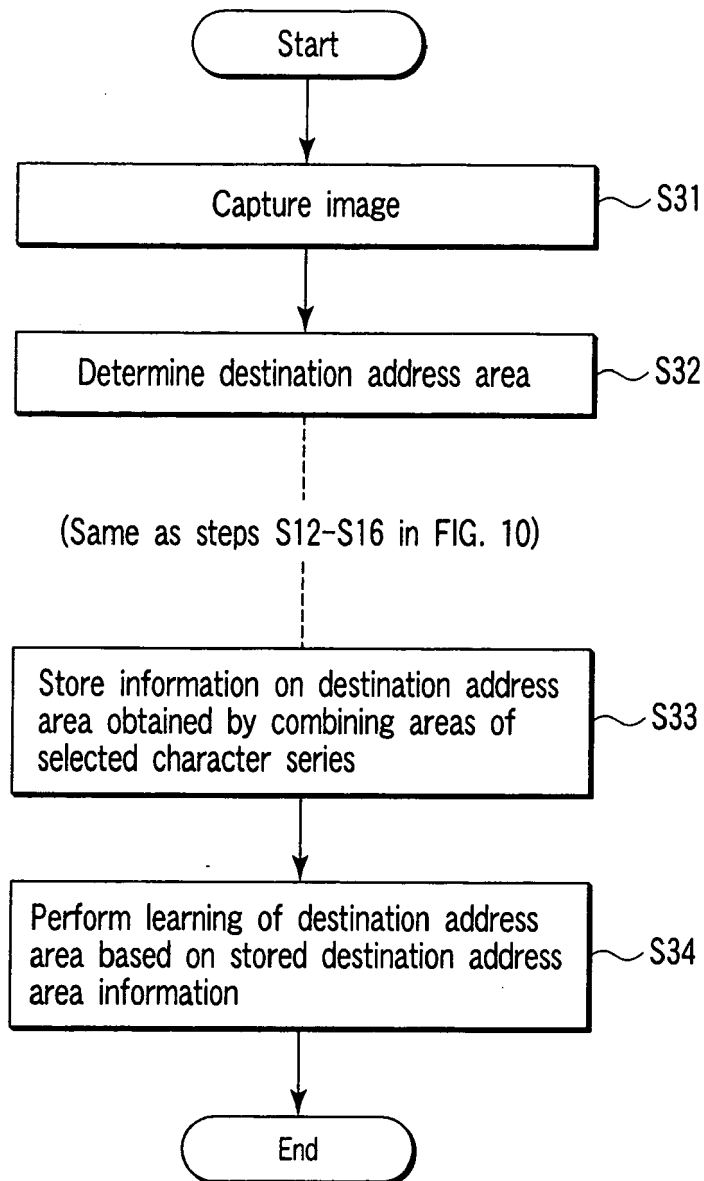 Start
Capture image
S31
Determine destination address area
S32
(Same as steps S12-S16 in FIG. 10)
Store information on destination address
area obtained by combining areas of
selected character series
S33
Perform learning of destination address
area based on stored destination address
area information
S34
End